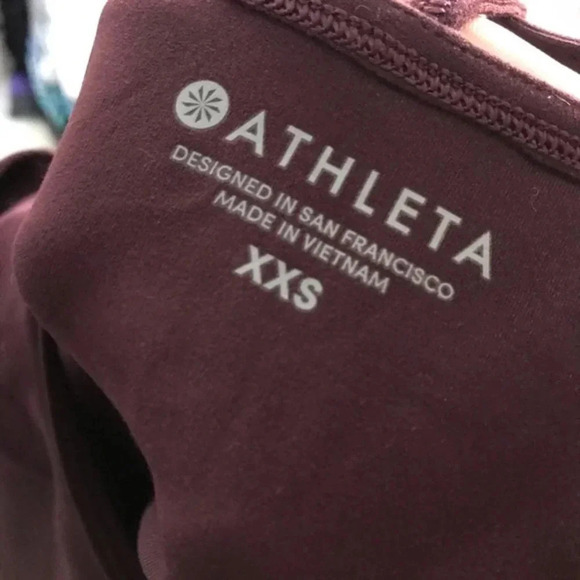 ATHLETA
DESIGNED IN SAN FRANCISCO
MADE IN VIETNAM
XXS